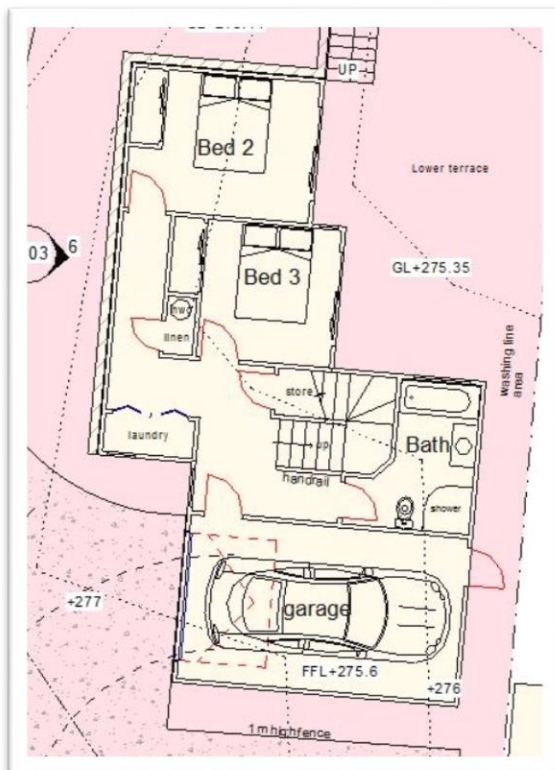 UP
Bed 2
Lower terrace
03
6
Bed 3
GL+275.35
hwc
linen
washing line
area
store
up
laundry
Bath
handrail
shower
+277
garage
FFL+275.6
+276
1m high fence